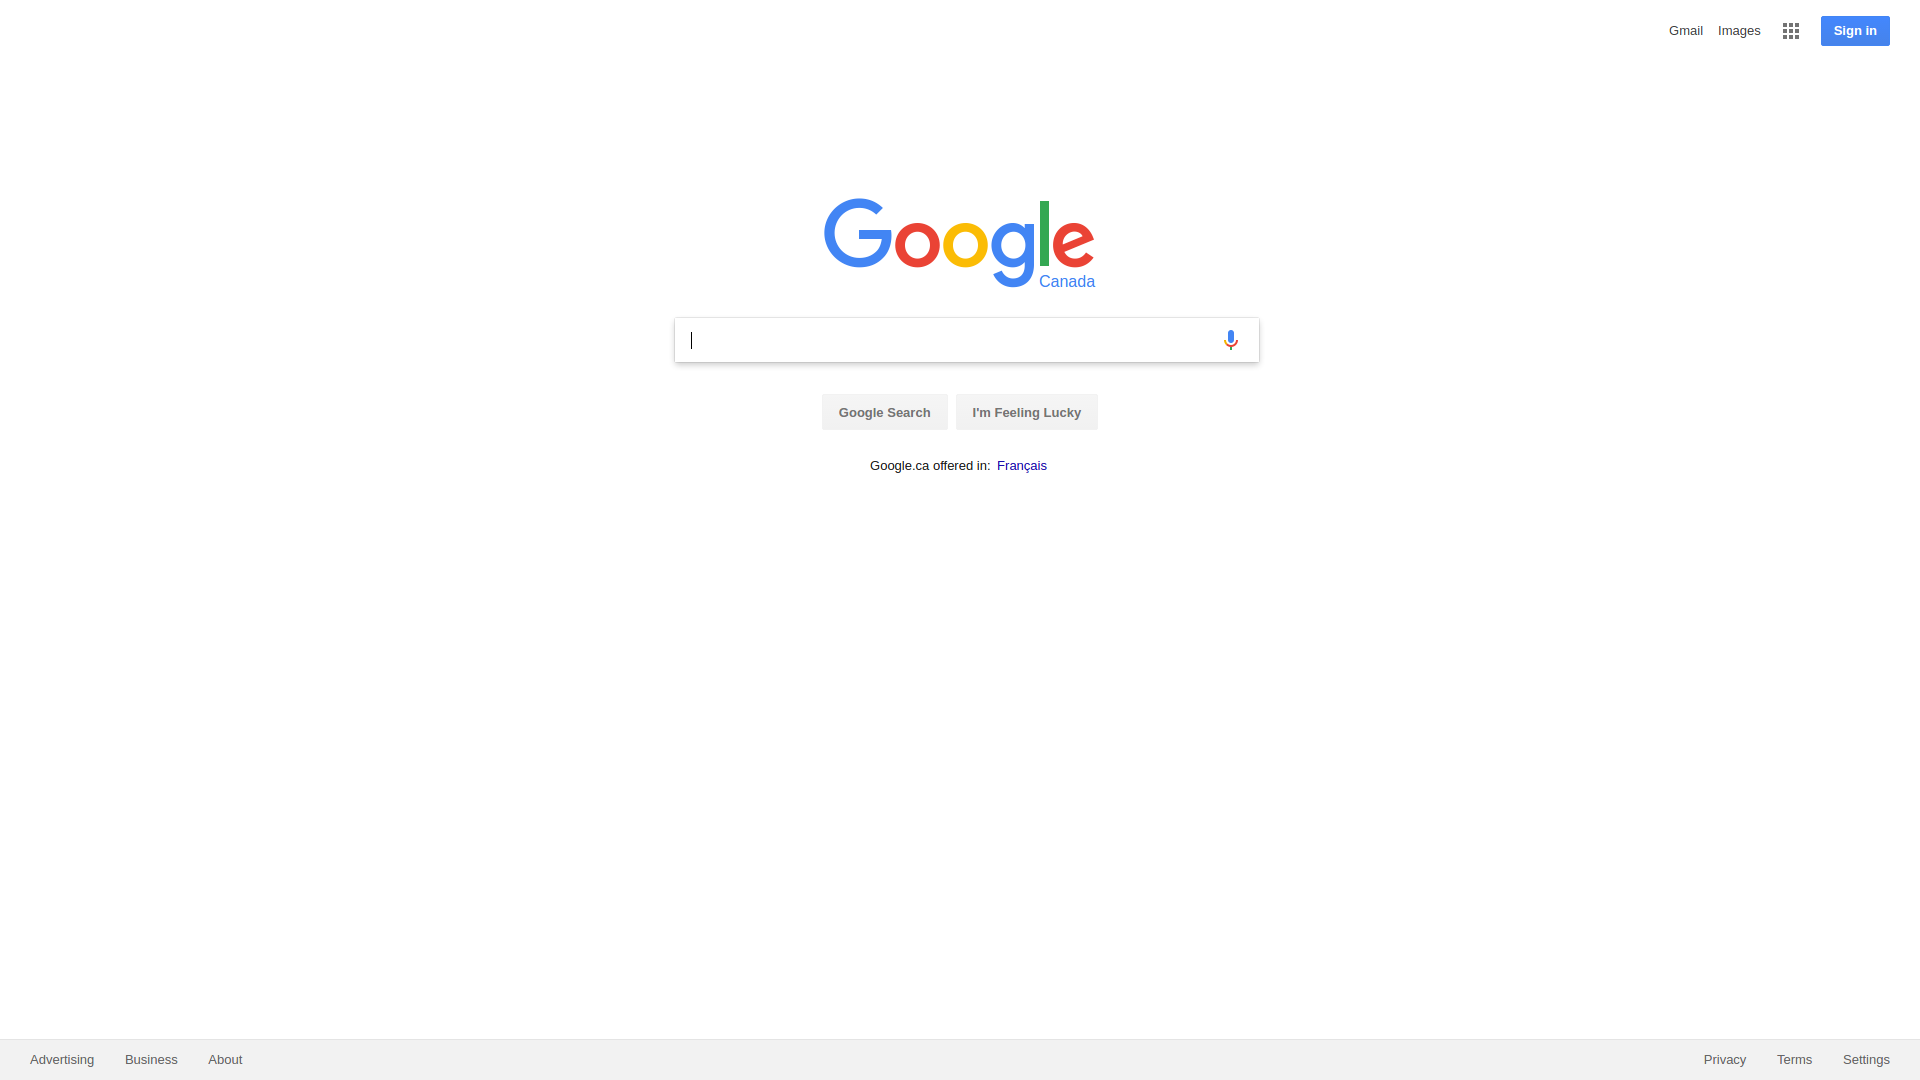 Gmail Images Sign in
Google
Canada
Google Search I'm Feeling Lucky
Google.ca offered in: Français
Advertising Business About Privacy Terms Settings